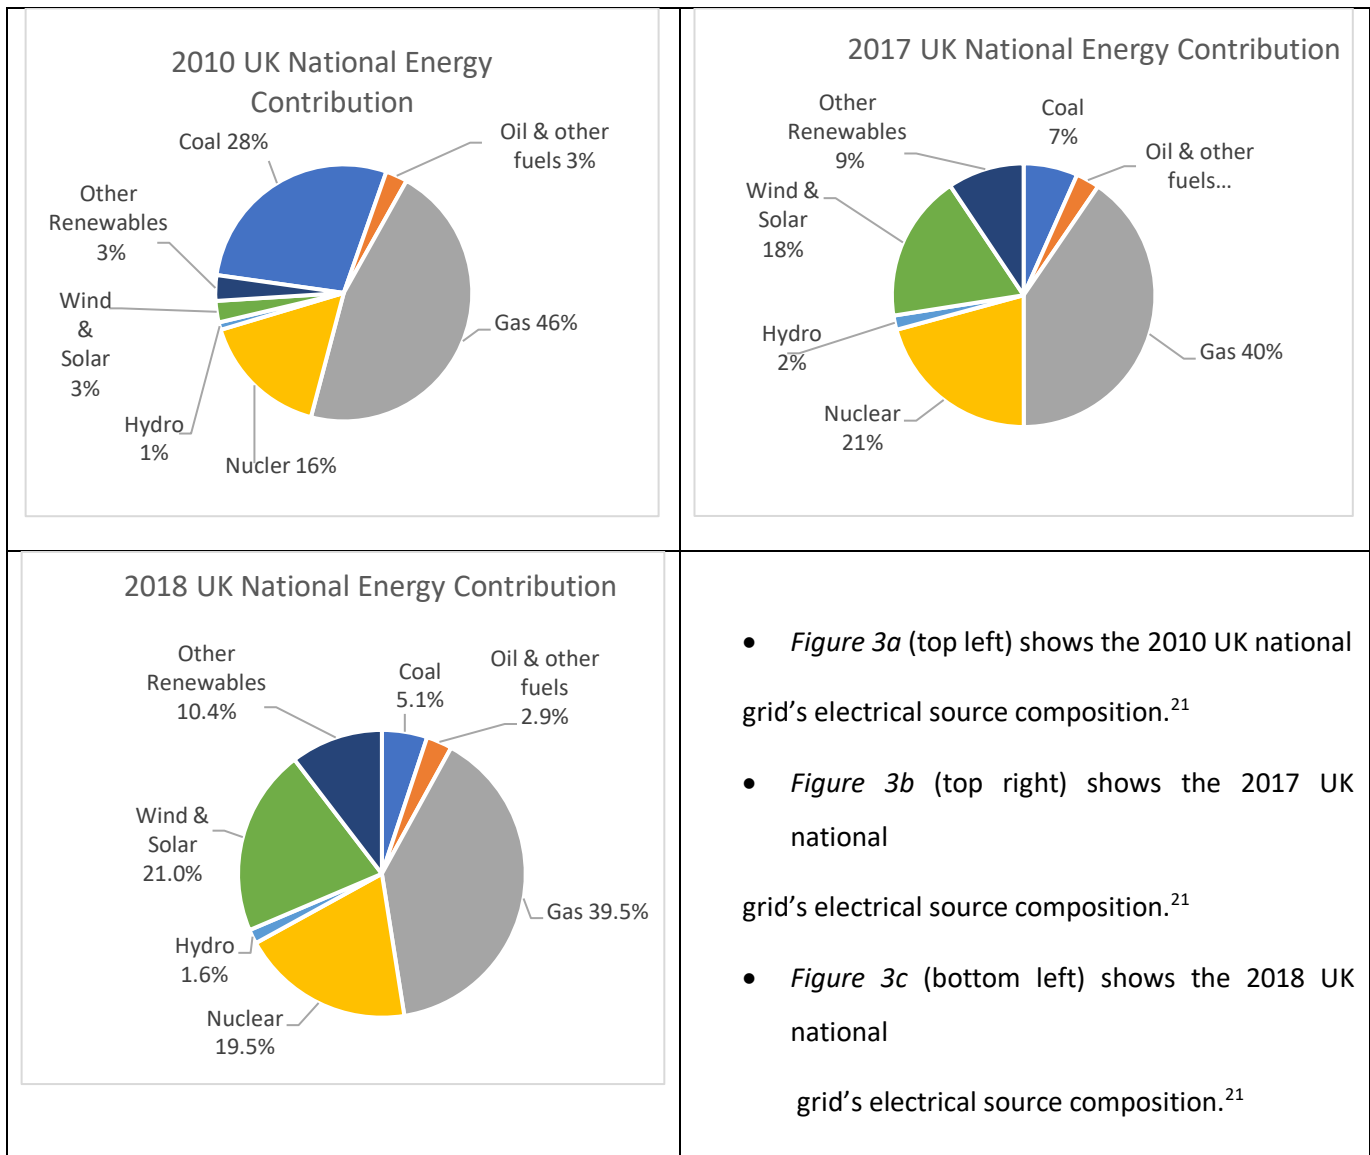 2010 UK National Energy
Contribution
Coal 28%
Oil & other
fuels 3%
Other
Renewables
3%
Wind
&
Solar
3%
Gas 46%
Hydro
1%
Nucler 16%
2017 UK National Energy Contribution
Other
Renewables
9%
Coal
7%
Oil & other
fuels...
Wind &
Solar
18%
Hydro
2%
Gas 40%
Nuclear
21%
2018 UK National Energy Contribution
Other
Renewables
10.4%
Coal
5.1%
Oil & other
fuels
2.9%
Wind &
Solar
21.0%
Gas 39.5%
Hydro
1.6%
Nuclear
19.5%
• Figure 3a (top left) shows the 2010 UK national
grid’s electrical source composition.21
• Figure 3b (top right) shows the 2017 UK
national
grid’s electrical source composition.21
• Figure 3c (bottom left) shows the 2018 UK
national
grid’s electrical source composition.21